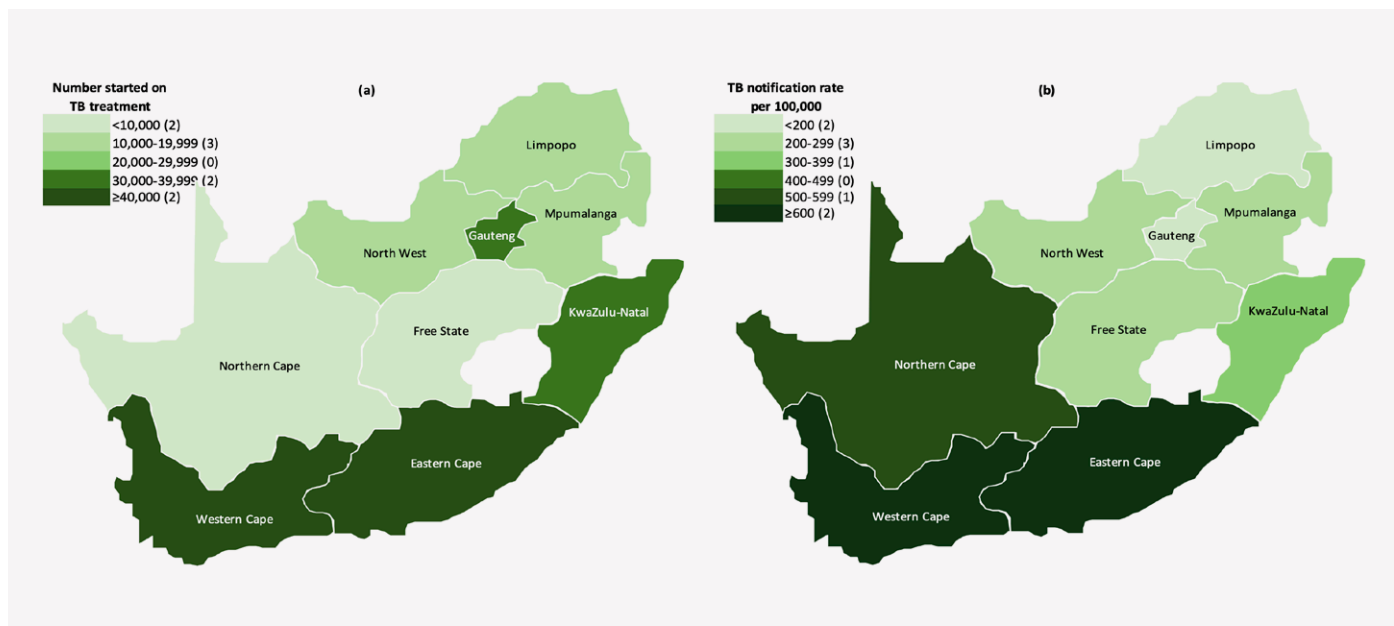 Number started on
TB treatment
(a)
<10,000 (2)
10,000-19,999 (3)
20,000-29,999 (0)
30,000-39,999 (2)
≥40,000 (2)
Limpopo
Mpumalanga
Gauteng
North West
KwaZulu-Natal
Free State
Northern Cape
Eastern Cape
Western Cape
TB notification rate
per 100,000
(b)
<200 (2)
200-299 (3)
300-399 (1)
400-499 (0)
500-599 (1)
≥600 (2)
Limpopo
Mpumalanga
Gauteng
North West
KwaZulu-Natal
Free State
Northern Cape
Eastern Cape
Western Cape